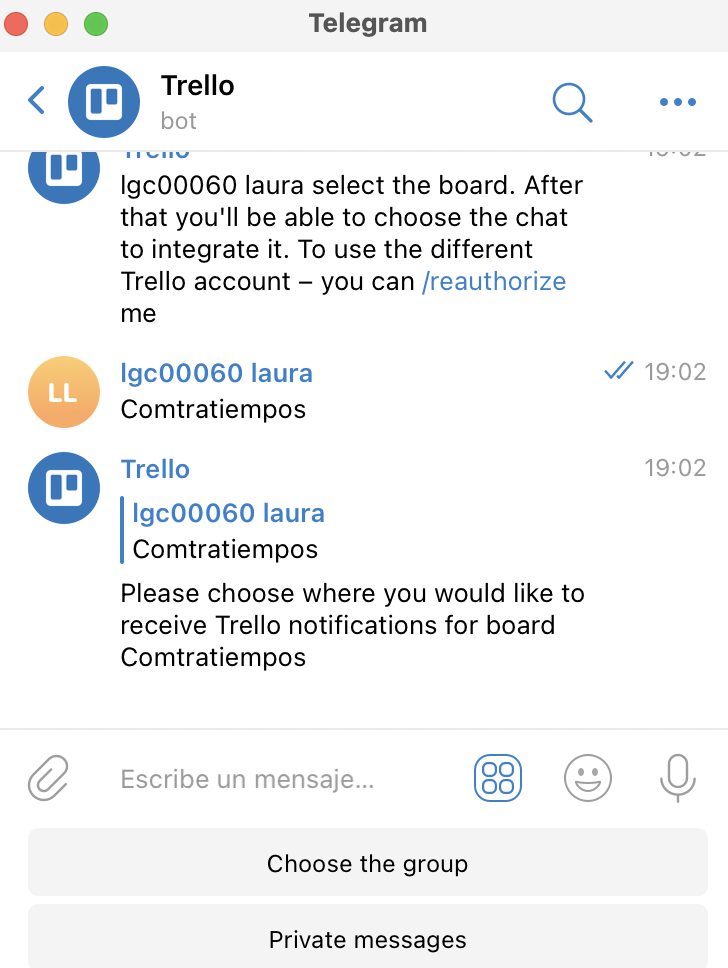 Telegram
Trello
bot
Trello
19:02
lgc00060 laura select the board. After
that you'll be able to choose the chat
to integrate it. To use the different
Trello account – you can /reauthorize
me
LL
lgc00060 laura
19:02
Comtratiempos
Trello
19:02
lgc00060 laura
Comtratiempos
Please choose where you would like to
receive Trello notifications for board
Comtratiempos
Escribe un mensaje...
Choose the group
Private messages